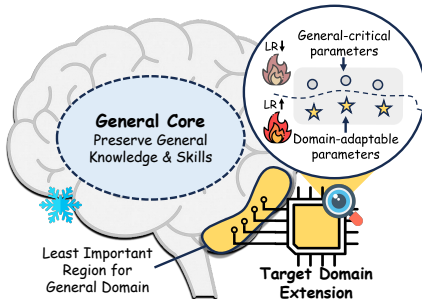 General-critical
parameters
LR↓
LR↑
Domain-adaptable
parameters
General Core
Preserve General
Knowledge & Skills
Least Important
Region for
General Domain
Target Domain
Extension